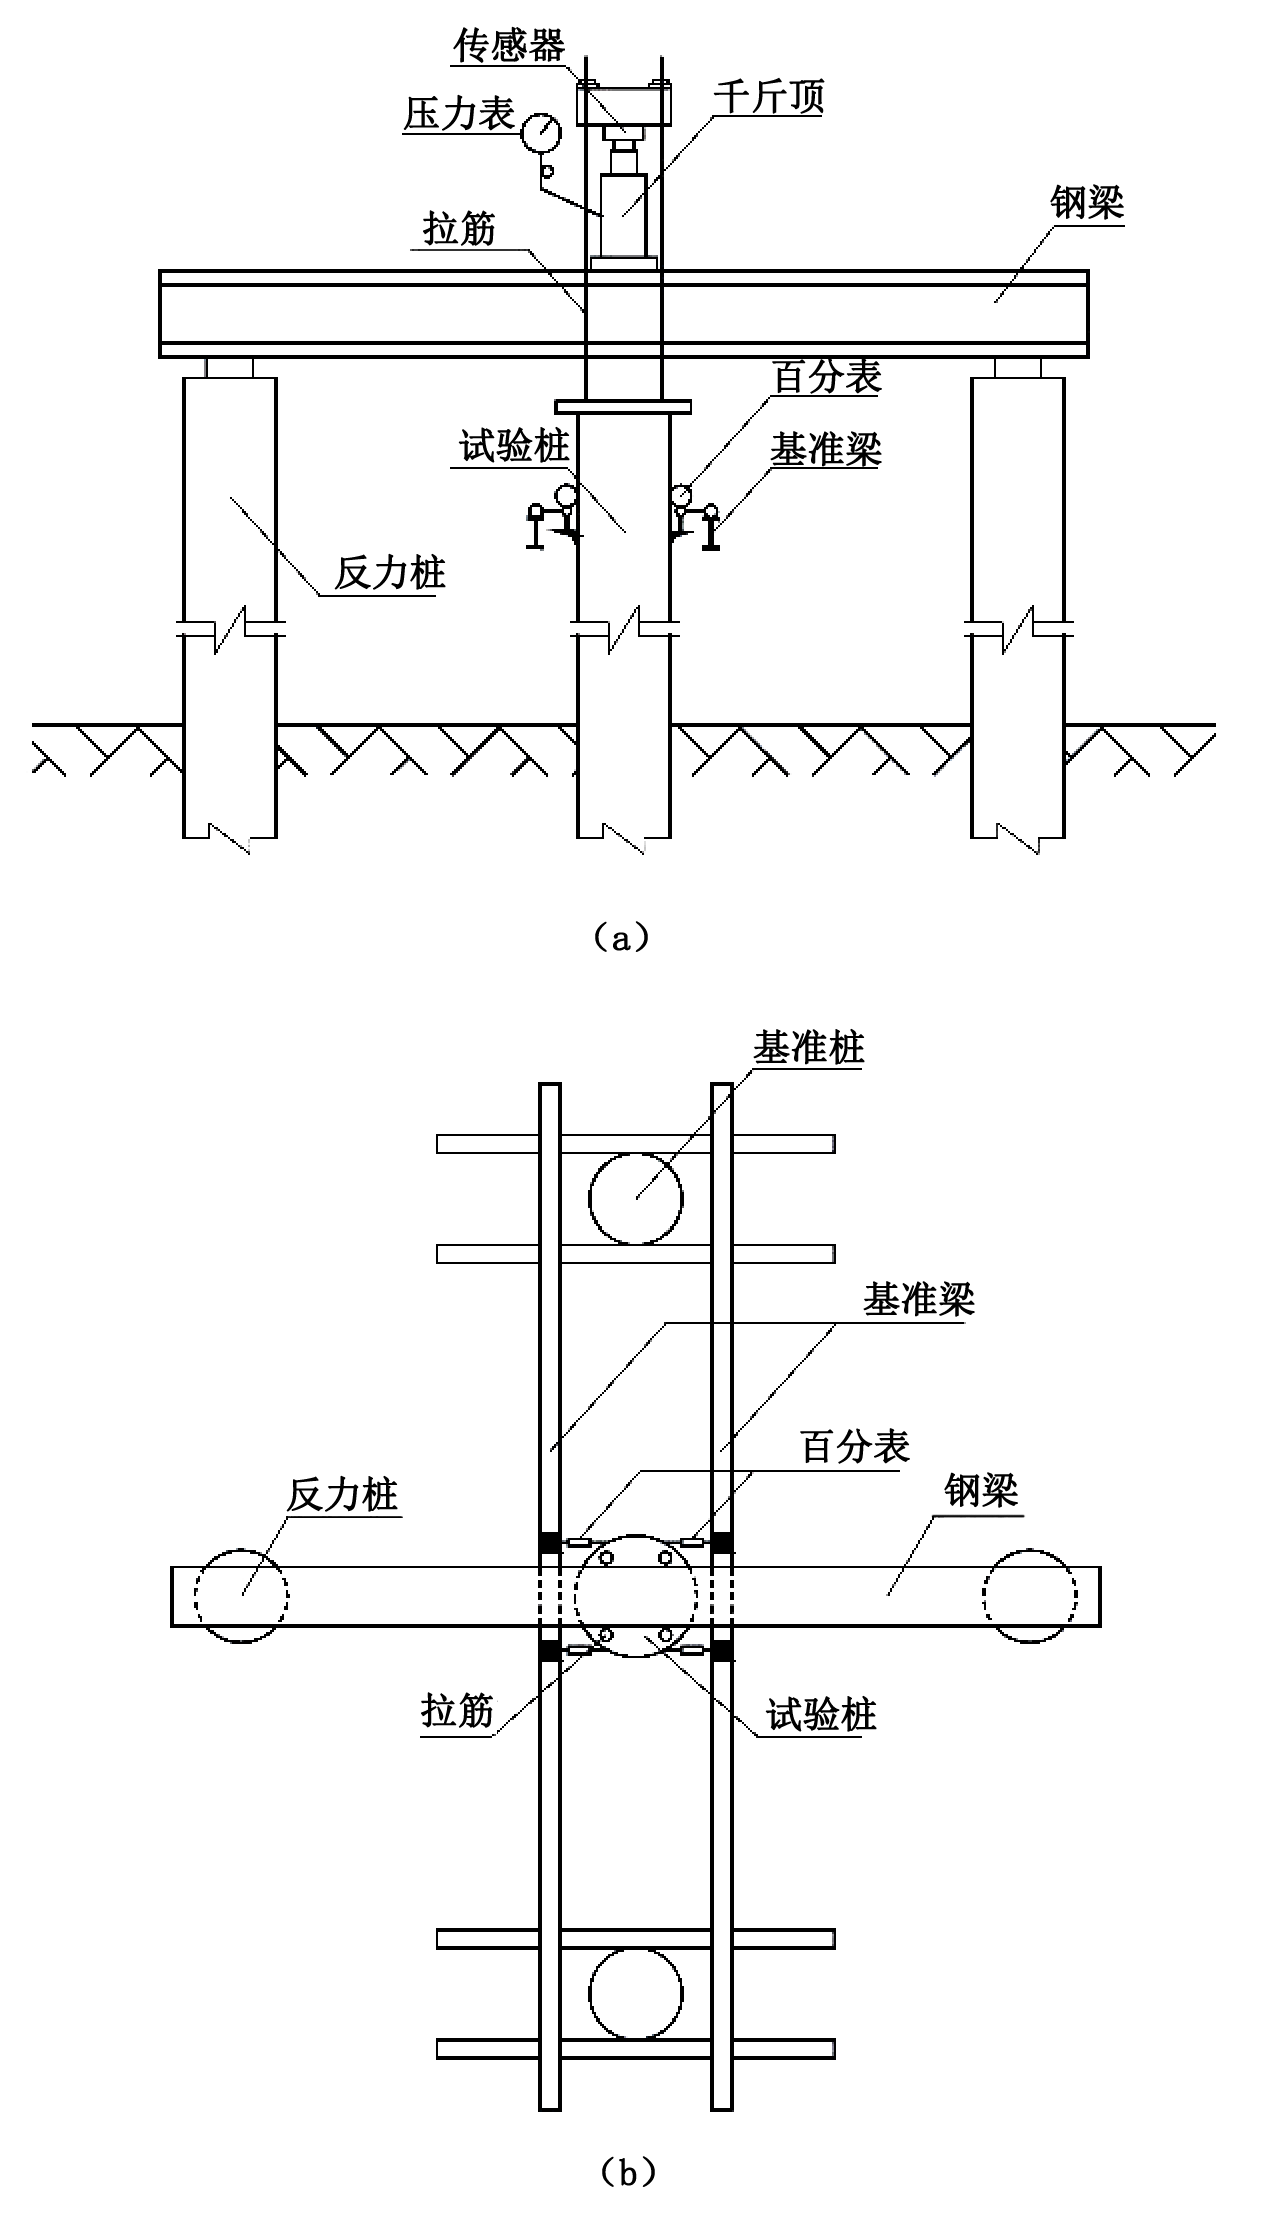 传感器
千斤顶
压力表
钢梁
拉筋
百分表
试验桩
基准梁
反力桩
（a）
基准桩
基准梁
百分表
反力桩
钢梁
拉筋
试验桩
（b）